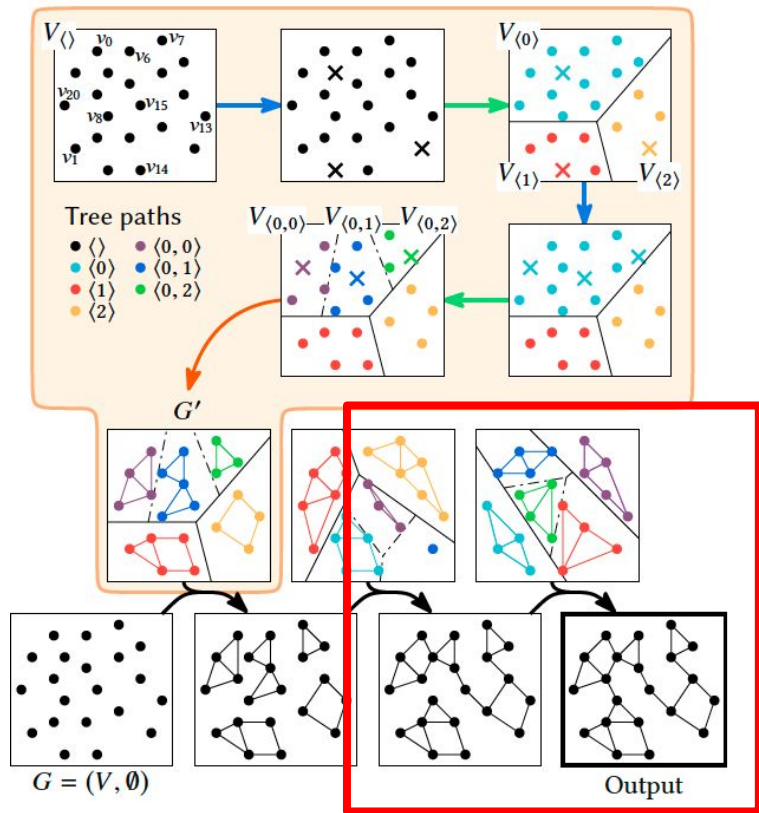 V⟨⟩
v0
v7
v6
v20
v15
v8
v13
v1
v14
V⟨0⟩
V⟨1⟩
V⟨2⟩
Tree paths
⟨⟩ ⟨0, 0⟩
⟨0⟩ ⟨0, 1⟩
⟨1⟩ ⟨0, 2⟩
⟨2⟩
V⟨0,0⟩ V⟨0,1⟩ V⟨0,2⟩
G′
G = (V, ∅)
Output